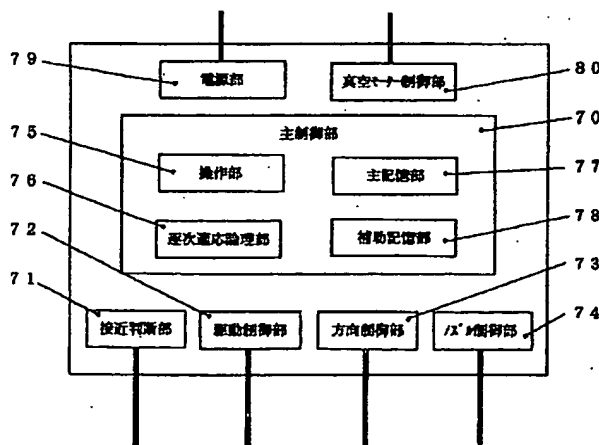 ７９
電源部
真空ﾓｰﾀｰ制御部
８０
７０
主制御部
７５
操作部
主記憶部
７７
７６
逐次適応論理部
補助記憶部
７８
７２
７３
７１
接近判断部
駆動制御部
方向制御部
ﾉｽﾞﾙ制御部
７４